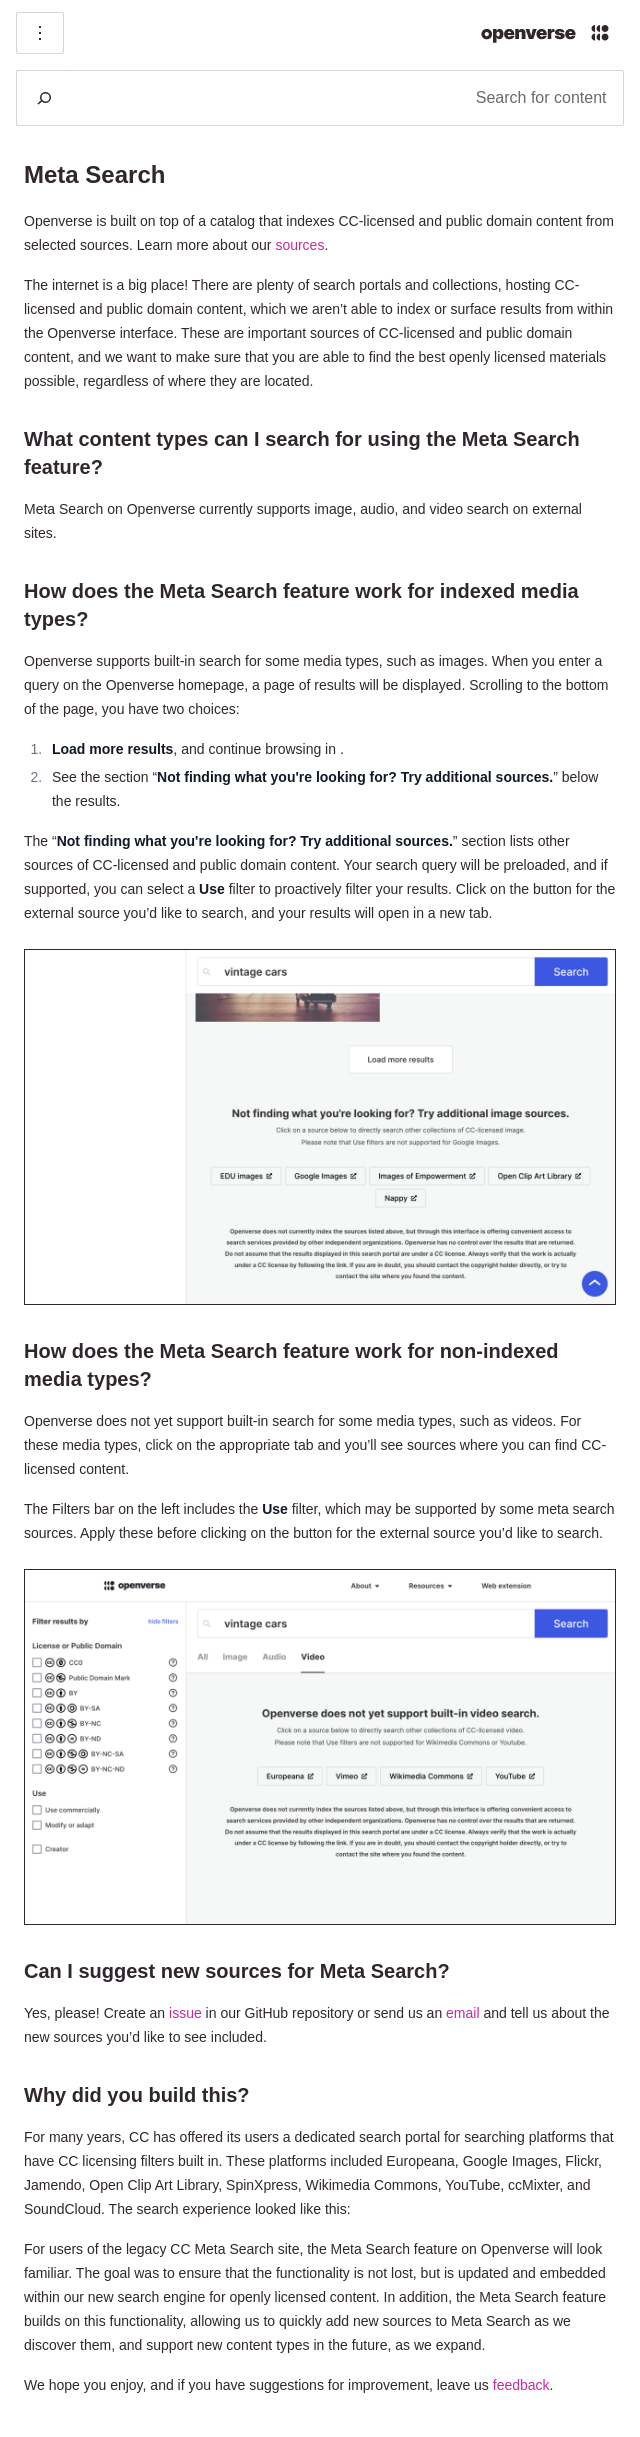 openverse
Search for content
Meta Search
Openverse is built on top of a catalog that indexes CC-licensed and public domain content from
selected sources. Learn more about our sources.
The internet is a big place! There are plenty of search portals and collections, hosting CC-
licensed and public domain content, which we aren’t able to index or surface results from within
the Openverse interface. These are important sources of CC-licensed and public domain
content, and we want to make sure that you are able to find the best openly licensed materials
possible, regardless of where they are located.
What content types can I search for using the Meta Search
feature?
Meta Search on Openverse currently supports image, audio, and video search on external
sites.
How does the Meta Search feature work for indexed media
types?
Openverse supports built-in search for some media types, such as images. When you enter a
query on the Openverse homepage, a page of results will be displayed. Scrolling to the bottom
of the page, you have two choices:
1. Load more results, and continue browsing in .
2. See the section “Not finding what you're looking for? Try additional sources.” below
the results.
The “Not finding what you're looking for? Try additional sources.” section lists other
sources of CC-licensed and public domain content. Your search query will be preloaded, and if
supported, you can select a Use filter to proactively filter your results. Click on the button for the
external source you’d like to search, and your results will open in a new tab.
vintage cars Search
Load more results
Not finding what you're looking for? Try additional image sources.
Click on a source below to directly search other collections of CC-licensed image.
Please note that Use filters are not supported for Google Images.
EDU images Google Images Images of Empowerment Open Clip Art Library
Nappy
Openverse does not currently index the sources listed above, but through this interface is offering convenient access to
search services provided by other independent organizations. Openverse has no control over the results that are returned.
Do not assume that the results displayed in this search portal are under a CC license. Always verify that the work is actually
under a CC license by following the link. If you are in doubt, you should contact the copyright holder directly, or try to
contact the site where you found the content.
How does the Meta Search feature work for non-indexed
media types?
Openverse does not yet support built-in search for some media types, such as videos. For
these media types, click on the appropriate tab and you’ll see sources where you can find CC-
licensed content.
The Filters bar on the left includes the Use filter, which may be supported by some meta search
sources. Apply these before clicking on the button for the external source you’d like to search.
openverse About Resources Web extension
Filter results by hide filters
vintage cars Search
License or Public Domain
All Image Audio Video
CC0
Public Domain Mark
BY
BY-SA
BY-NC
BY-ND
BY-NC-SA
BY-NC-ND
Use
Use commercially
Modify or adapt
Creator
Openverse does not yet support built-in video search.
Click on a source below to directly search other collections of CC-licensed video.
Please note that Use filters are not supported for Wikimedia Commons or Youtube.
Europeana Vimeo Wikimedia Commons YouTube
Openverse does not currently index the sources listed above, but through this interface is offering convenient access to
search services provided by other independent organizations. Openverse has no control over the results that are returned.
Do not assume that the results displayed in this search portal are under a CC license. Always verify that the work is actually
under a CC license by following the link. If you are in doubt, you should contact the copyright holder directly, or try to
contact the site where you found the content.
Can I suggest new sources for Meta Search?
Yes, please! Create an issue in our GitHub repository or send us an email and tell us about the
new sources you’d like to see included.
Why did you build this?
For many years, CC has offered its users a dedicated search portal for searching platforms that
have CC licensing filters built in. These platforms included Europeana, Google Images, Flickr,
Jamendo, Open Clip Art Library, SpinXpress, Wikimedia Commons, YouTube, ccMixter, and
SoundCloud. The search experience looked like this:
For users of the legacy CC Meta Search site, the Meta Search feature on Openverse will look
familiar. The goal was to ensure that the functionality is not lost, but is updated and embedded
within our new search engine for openly licensed content. In addition, the Meta Search feature
builds on this functionality, allowing us to quickly add new sources to Meta Search as we
discover them, and support new content types in the future, as we expand.
We hope you enjoy, and if you have suggestions for improvement, leave us feedback.